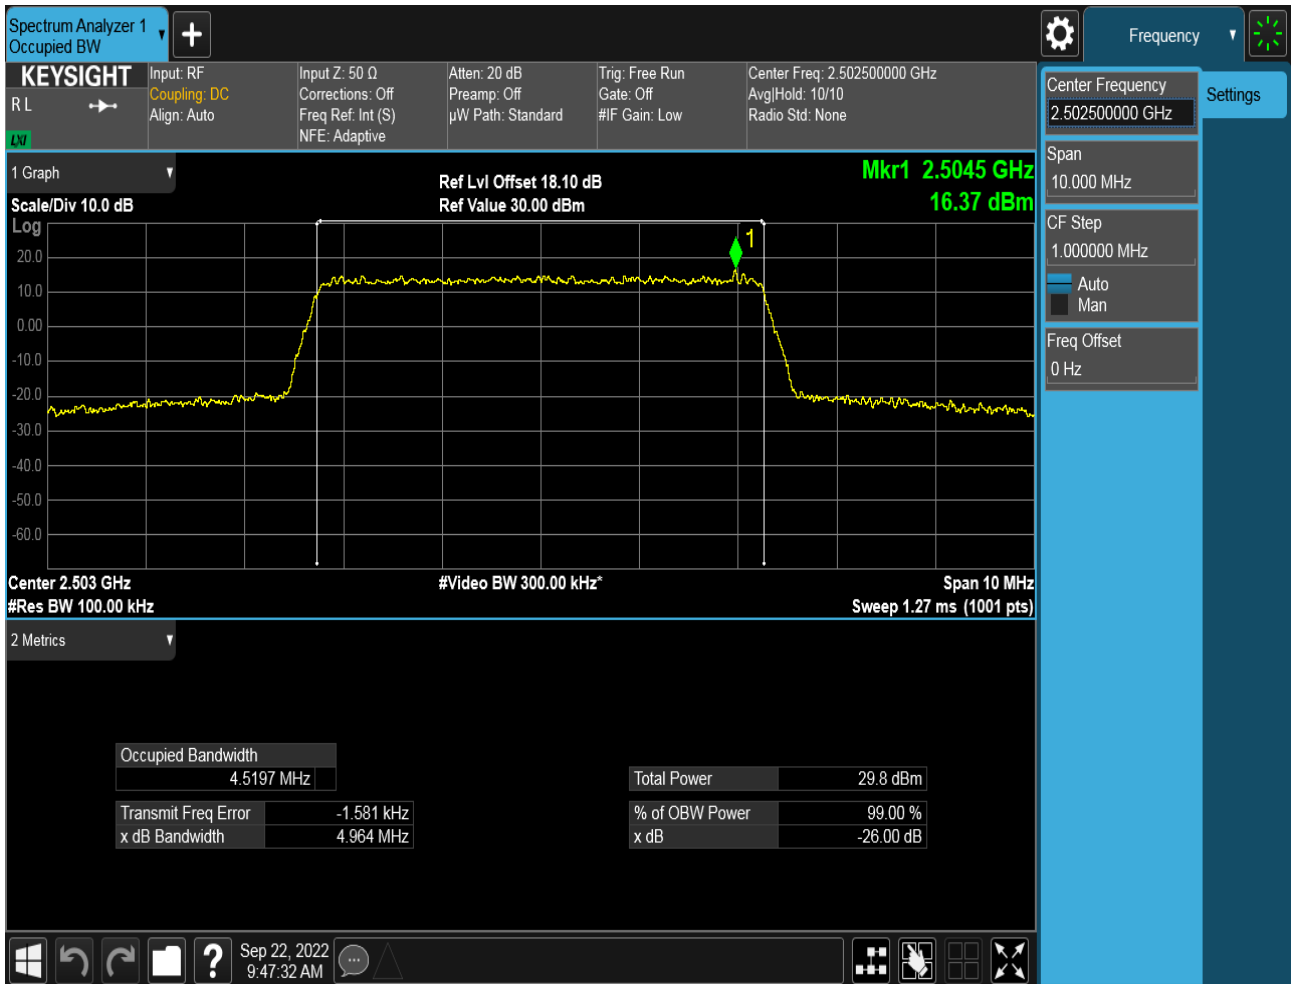 Spectrum Analyzer 1
Occupied BW
Frequency
KEYSIGHT
R L
LXI
Input: RF
Coupling: DC
Align: Auto
Input Z: 50 Ω
Corrections: Off
Freq Ref: Int (S)
NFE: Adaptive
Atten: 20 dB
Preamp: Off
µW Path: Standard
Trig: Free Run
Gate: Off
#IF Gain: Low
Center Freq: 2.502500000 GHz
Avg|Hold: 10/10
Radio Std: None
Center Frequency
2.502500000 GHz
Settings
Span
10.000 MHz
CF Step
1.000000 MHz
Auto
Man
Freq Offset
0 Hz
1 Graph
Scale/Div 10.0 dB
Ref Lvl Offset 18.10 dB
Ref Value 30.00 dBm
Mkr1 2.5045 GHz
16.37 dBm
Log
1
20.0
10.0
0.00
-10.0
-20.0
-30.0
-40.0
-50.0
-60.0
Center 2.503 GHz
#Video BW 300.00 kHz*
Span 10 MHz
#Res BW 100.00 kHz
Sweep 1.27 ms (1001 pts)
2 Metrics
Occupied Bandwidth
4.5197 MHz
Transmit Freq Error -1.581 kHz
x dB Bandwidth 4.964 MHz
Total Power 29.8 dBm
% of OBW Power 99.00 %
x dB -26.00 dB
?
Sep 22, 2022
9:47:32 AM